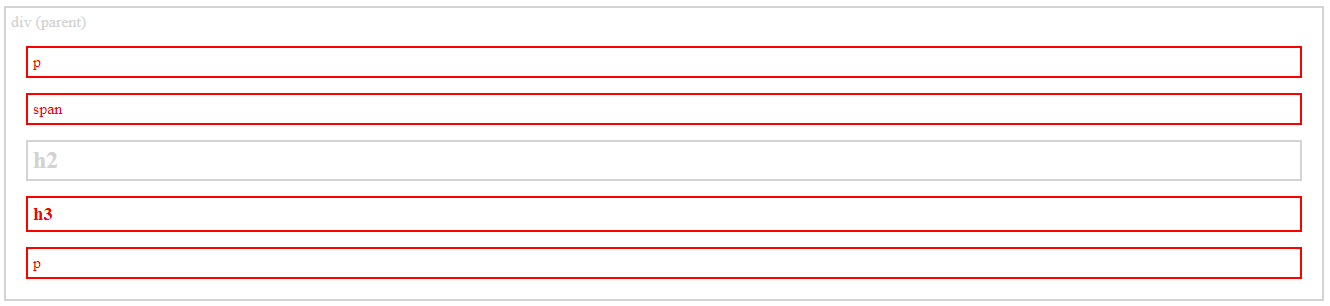 div (parent)
p
span
h2
h3
p